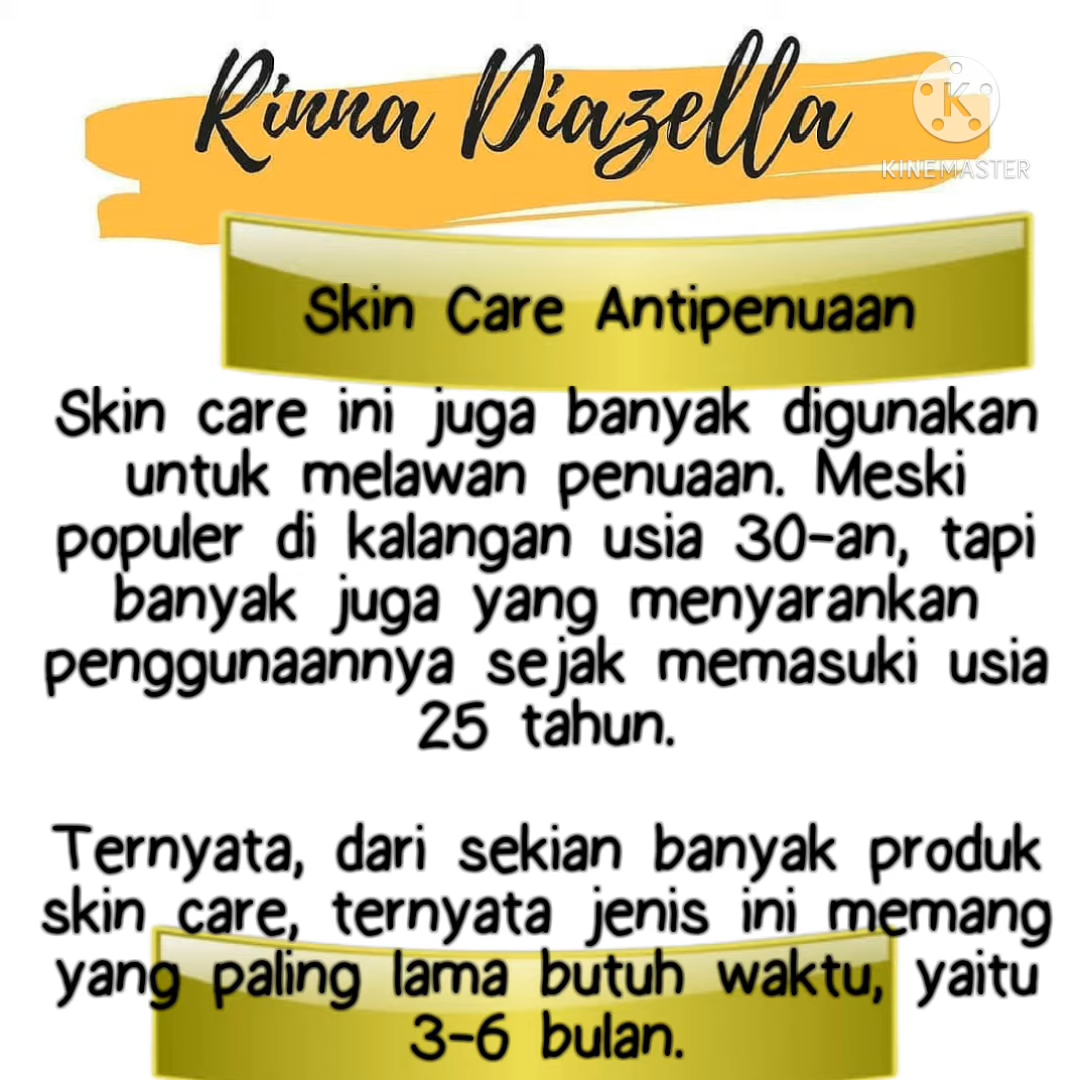 Rinna Diazella
K
KINEMASTER
Skin Care Antipenuaan
Skin care ini juga banyak digunakan
untuk melawan penuaan. Meski
populer di kalangan usia 30-an, tapi
banyak juga yang menyarankan
penggunaannya sejak memasuki usia
25 tahun.
Ternyata, dari sekian banyak produk
skin care, ternyata jenis ini memang
yang paling lama butuh waktu, yaitu
3-6 bulan.